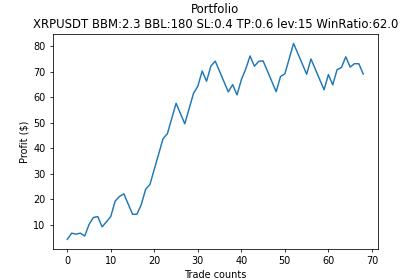 Portfolio
XRPUSDT BBM:2.3 BBL:180 SL:0.4 TP:0.6 lev:15 WinRatio:62.0
80
70
60
50
40
30
20
10
Profit ($)
0 10 20 30 40 50 60 70
Trade counts